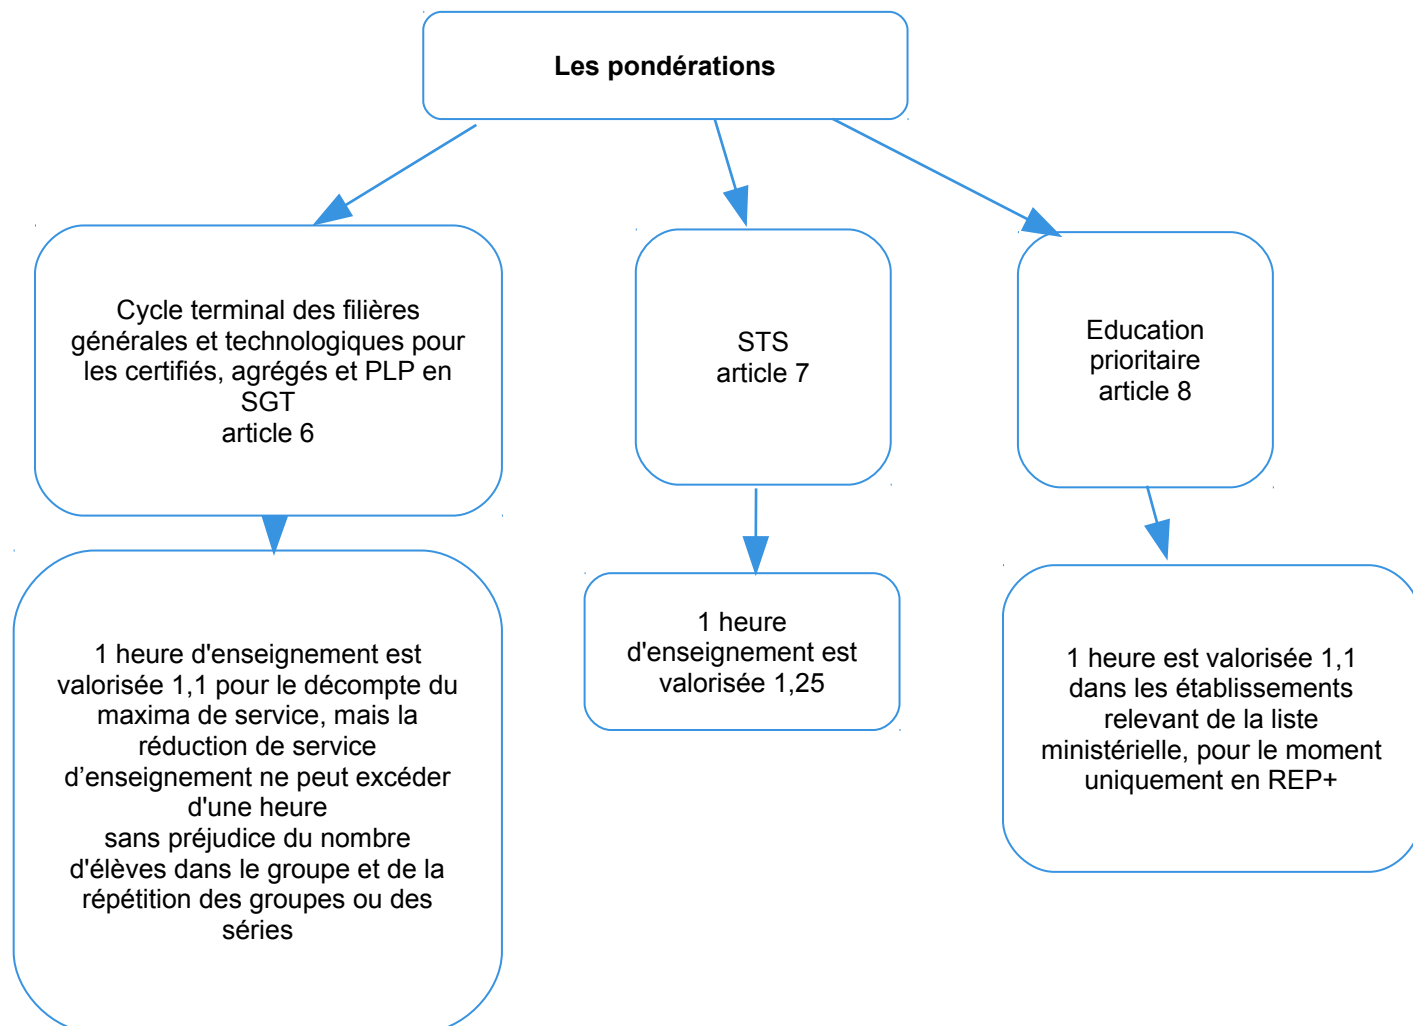 Les pondérations
Cycle terminal des filières
générales et technologiques pour
les certifiés, agrégés et PLP en
SGT
article 6
STS
article 7
Education
prioritaire
article 8
1 heure d'enseignement est
valorisée 1,1 pour le décompte du
maxima de service, mais la
réduction de service
d’enseignement ne peut excéder
d'une heure
sans préjudice du nombre
d'élèves dans le groupe et de la
répétition des groupes ou des
séries
1 heure
d'enseignement est
valorisée 1,25
1 heure est valorisée 1,1
dans les établissements
relevant de la liste
ministérielle, pour le moment
uniquement en REP+